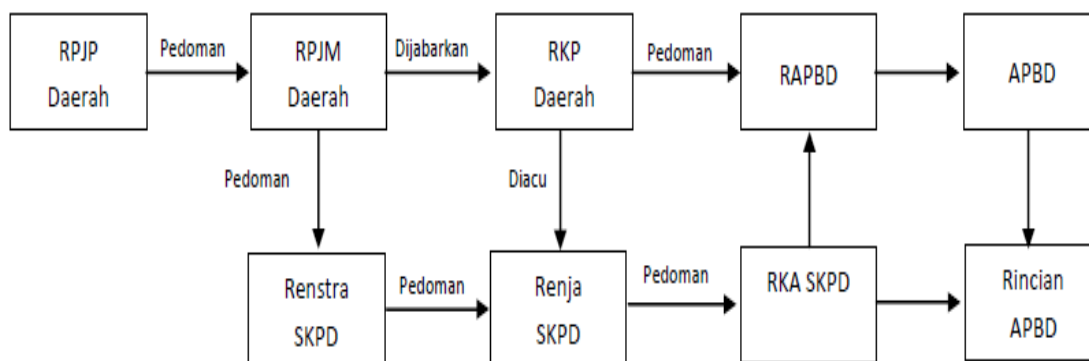 RPJP
Daerah
Pedoman
RPJM
Daerah
Dijabarkan
RKP
Daerah
Pedoman
RAPBD
APBD
Pedoman
Diacu
Renstra
SKPD
Pedoman
Renja
SKPD
Pedoman
RKA SKPD
Rincian
APBD